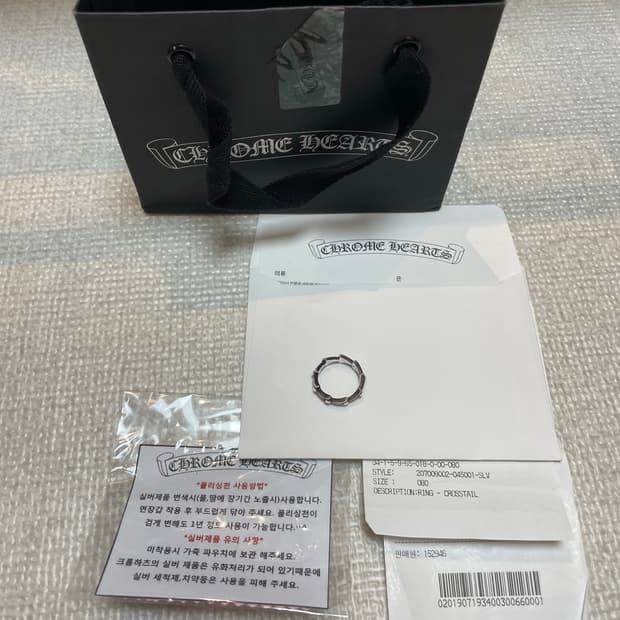 CHROME HEARTS
CHROME HEARTS
이름
은
CHROME HEARTS
*폴리싱천 사용방법*
실버제품 변색시(물,땀에 장기간 노출시)사용합니다.
면장갑 착용 후 부드럽게 닦아 주세요. 폴리싱천이
검게 변해도 1년 정도 사용이 가능합니다.^^
*실버제품 유의 사항*
미착용시 가죽 파우치에 보관 해주세요.
크롬하츠의 실버 제품은 유화처리가 되어 있기때문에
실버 세척제,치약등은 사용을 피해 주세요.
STYLE: 207009002-045001-SLV
SIZE : 080
DESCRIPTION:RING - CROSSTAIL
판매원: 152946
0201907193400300660001